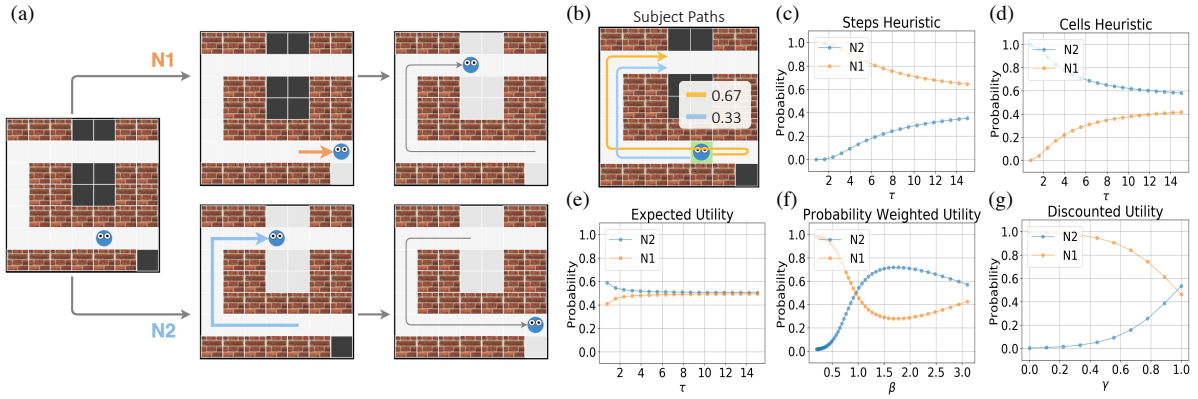 (a)
N1
N2
(b)
Subject Paths
0.67
0.33
(c)
Steps Heuristic
Probability
1.0
0.8
0.6
0.4
0.2
0.0
N2
N1
2 4 6 8 10 12 14
τ
(d)
Cells Heuristic
Probability
1.0
0.8
0.6
0.4
0.2
0.0
N2
N1
2 4 6 8 10 12 14
τ
(e)
Expected Utility
Probability
1.0
0.8
0.6
0.4
0.2
0.0
N2
N1
2 4 6 8 10 12 14
τ
(f)
Probability Weighted Utility
Probability
1.0
0.8
0.6
0.4
0.2
0.0
N2
N1
0.5 1.0 1.5 2.0 2.5 3.0
β
(g)
Discounted Utility
Probability
1.0
0.8
0.6
0.4
0.2
0.0
N2
N1
0.0 0.2 0.4 0.6 0.8 1.0
γ